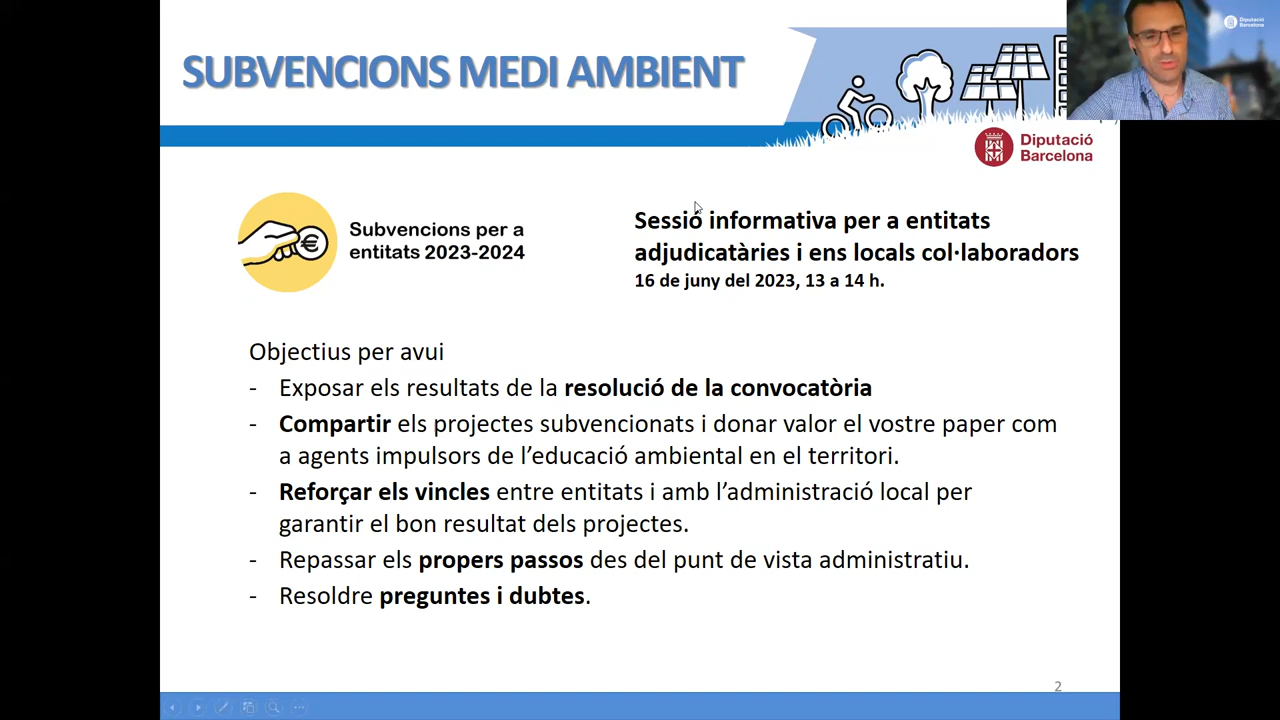 SUBVENCIONS MEDI AMBIENT
Diputació
Barcelona
Diputació
Barcelona
Subvencions per a
entitats 2023-2024
Sessió informativa per a entitats
adjudicatàries i ens locals col·laboradors
16 de juny del 2023, 13 a 14 h.
Objectius per avui
- Exposar els resultats de la resolució de la convocatòria
- Compartir els projectes subvencionats i donar valor el vostre paper com
a agents impulsors de l’educació ambiental en el territori.
- Reforçar els vincles entre entitats i amb l’administració local per
garantir el bon resultat dels projectes.
- Repassar els propers passos des del punt de vista administratiu.
- Resoldre preguntes i dubtes.
2